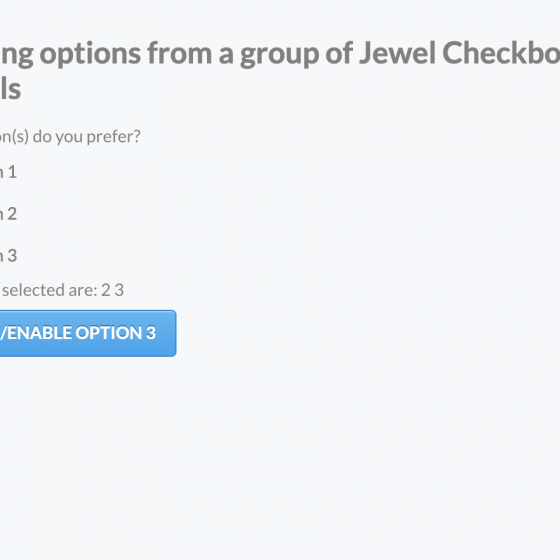 ng options from a group of Jewel Checkbo
ls
n(s) do you prefer?
n 1
n 2
n 3
selected are: 2 3
/ENABLE OPTION 3